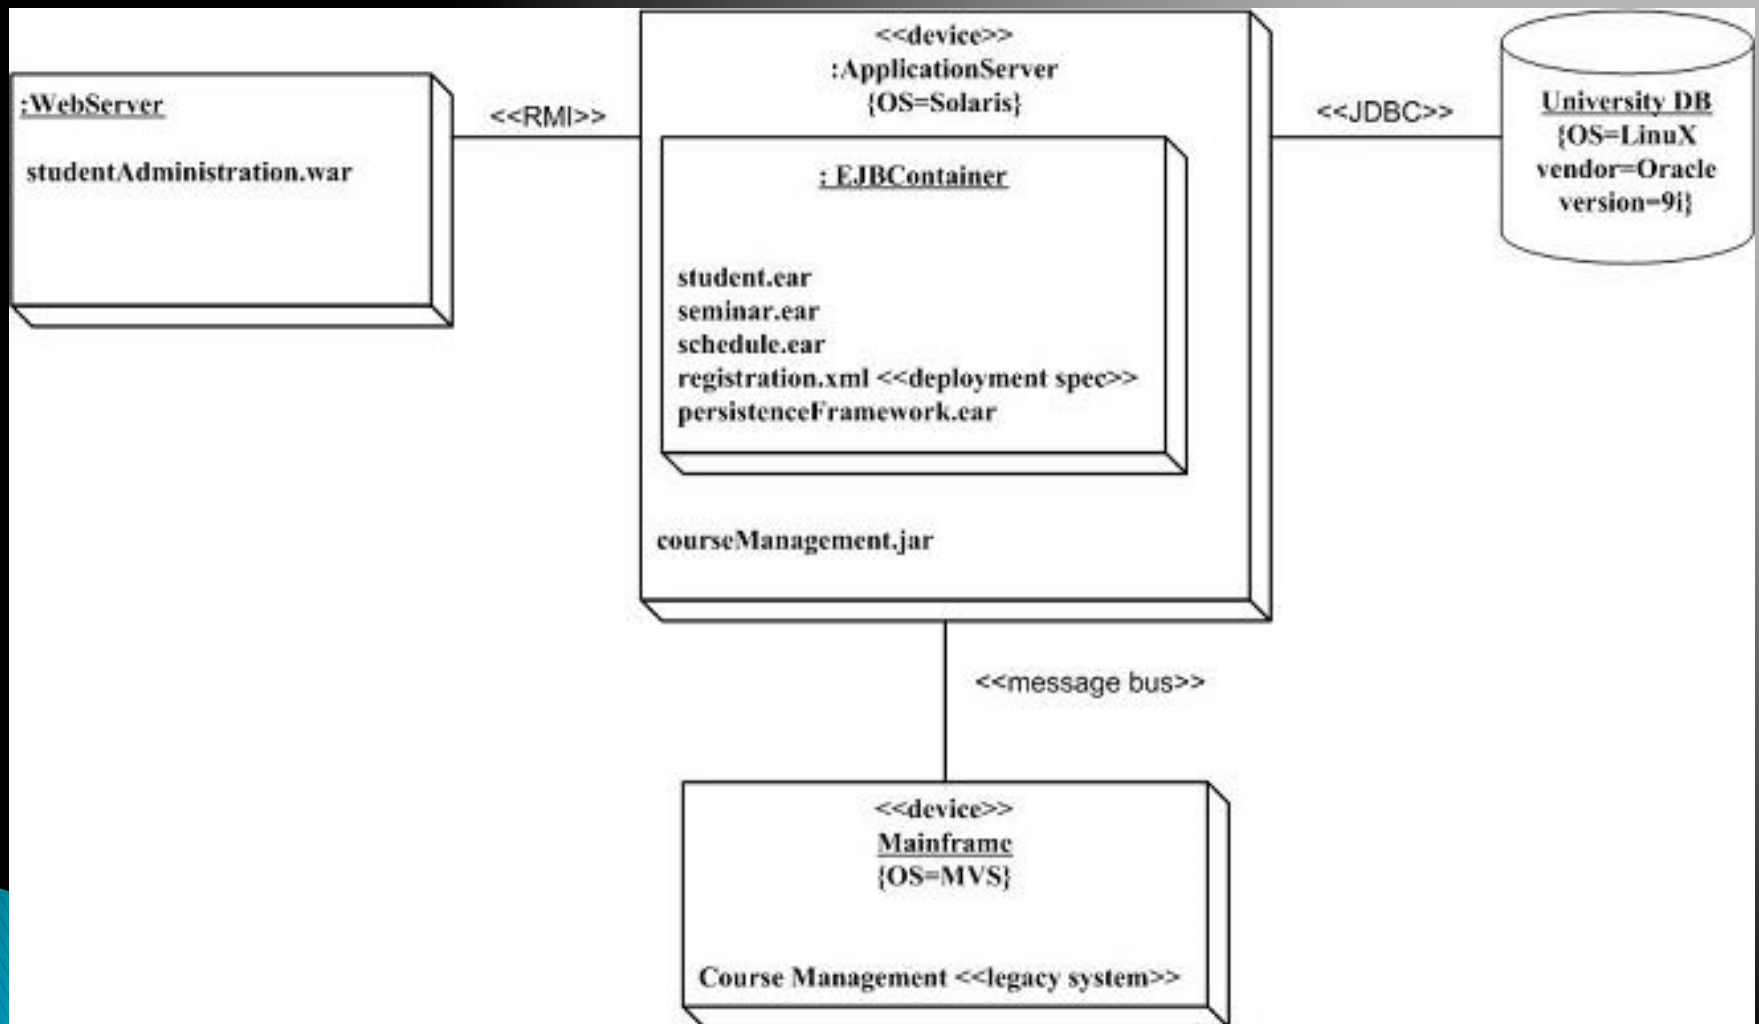 :WebServer
studentAdministration.war
<<RMI>>
<<device>>
:ApplicationServer
{OS=Solaris}
: EJBContainer
student.ear
seminar.ear
schedule.ear
registration.xml <<deployment spec>>
persistenceFramework.ear
courseManagement.jar
<<JDBC>>
University DB
{OS=LinuX
vendor=Oracle
version=9i}
<<message bus>>
<<device>>
Mainframe
{OS=MVS}
Course Management <<legacy system>>